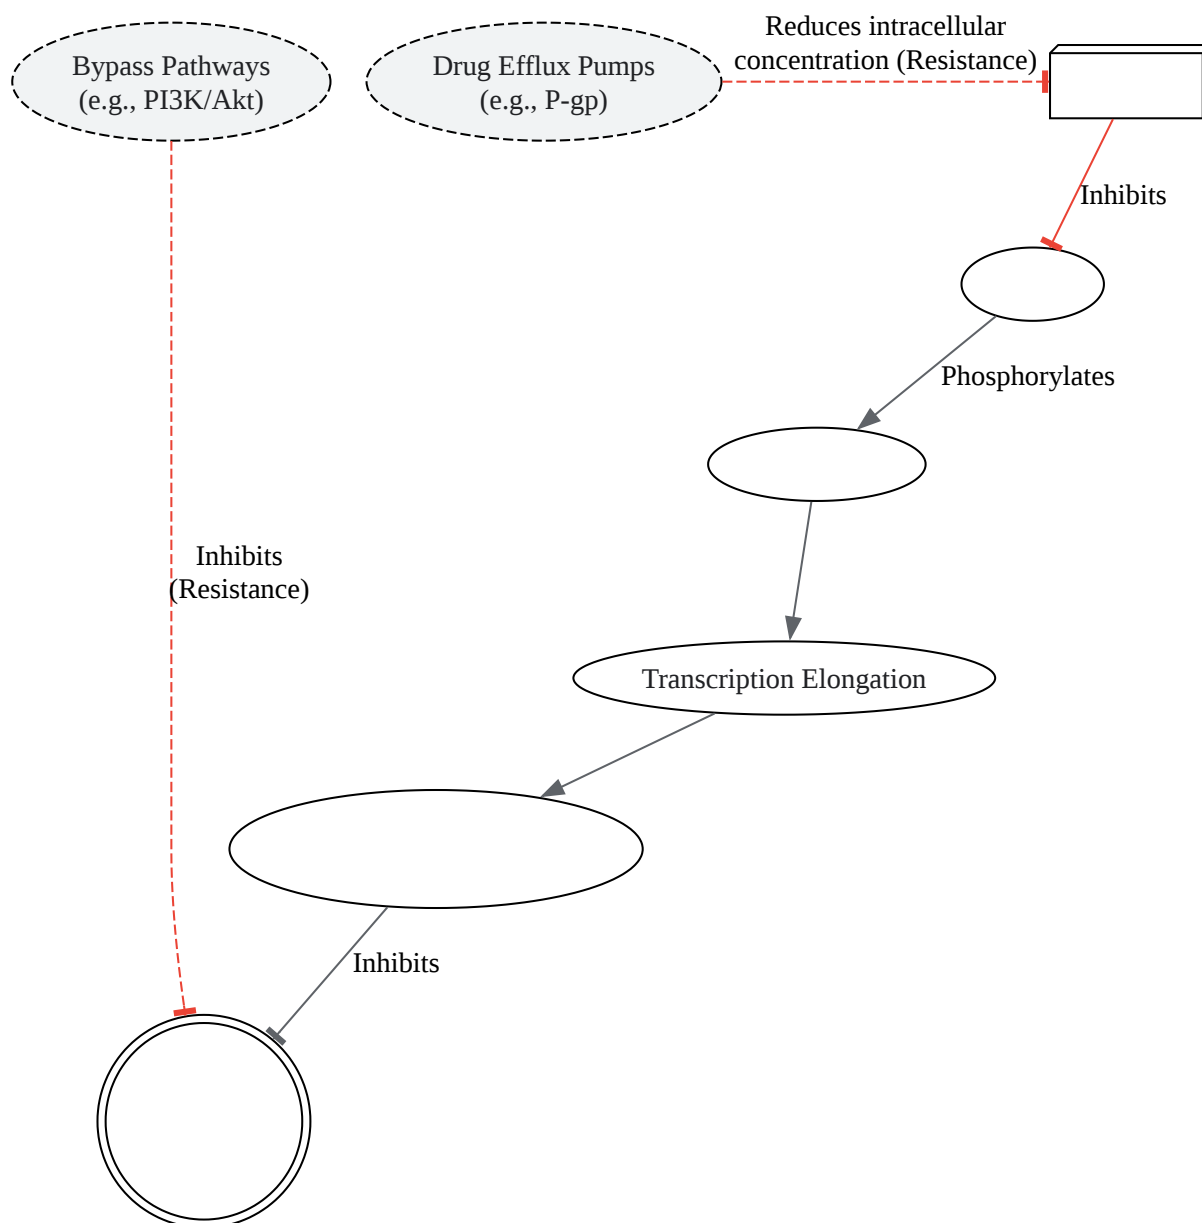 Bypass Pathways
(e.g., PI3K/Akt)
Drug Efflux Pumps
(e.g., P-gp)
Reduces intracellular
concentration (Resistance)
Inhibits
Phosphorylates
Inhibits
(Resistance)
Transcription Elongation
Inhibits